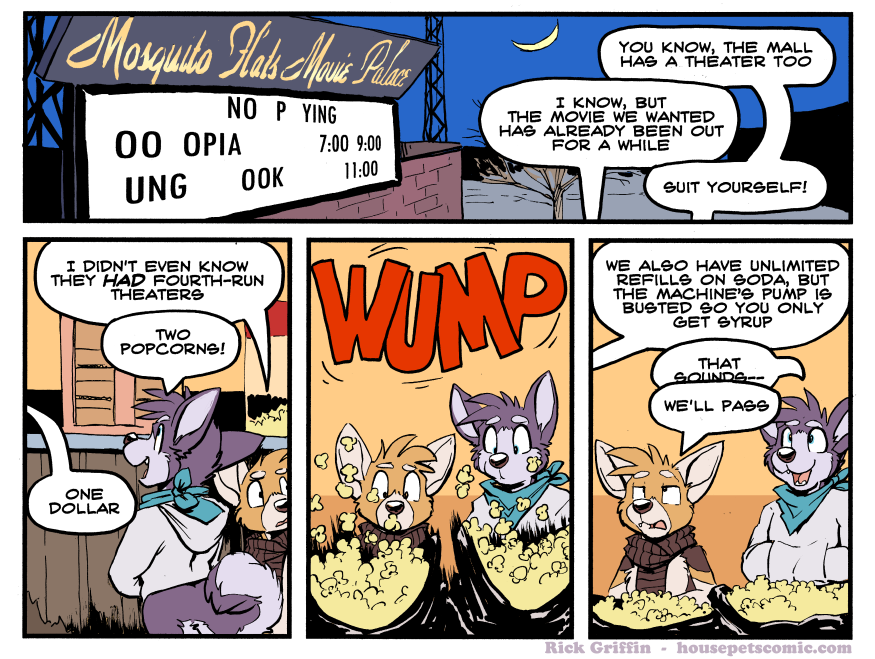 Mosquito Flats Movie Palace
NO P YING
OO OPIA 7:00 9:00
UNG OOK 11:00
YOU KNOW, THE MALL
HAS A THEATER TOO
I KNOW, BUT
THE MOVIE WE WANTED
HAS ALREADY BEEN OUT
FOR A WHILE
SUIT YOURSELF!
I DIDN'T EVEN KNOW
THEY HAD FOURTH-RUN
THEATERS
TWO
POPCORNS!
ONE
DOLLAR
WUMP
WE ALSO HAVE UNLIMITED
REFILLS ON SODA, BUT
THE MACHINE'S PUMP IS
BUSTED SO YOU ONLY
GET SYRUP
THAT
SOUNDS--
WE'LL PASS
Rick Griffin - housepetscomic.com